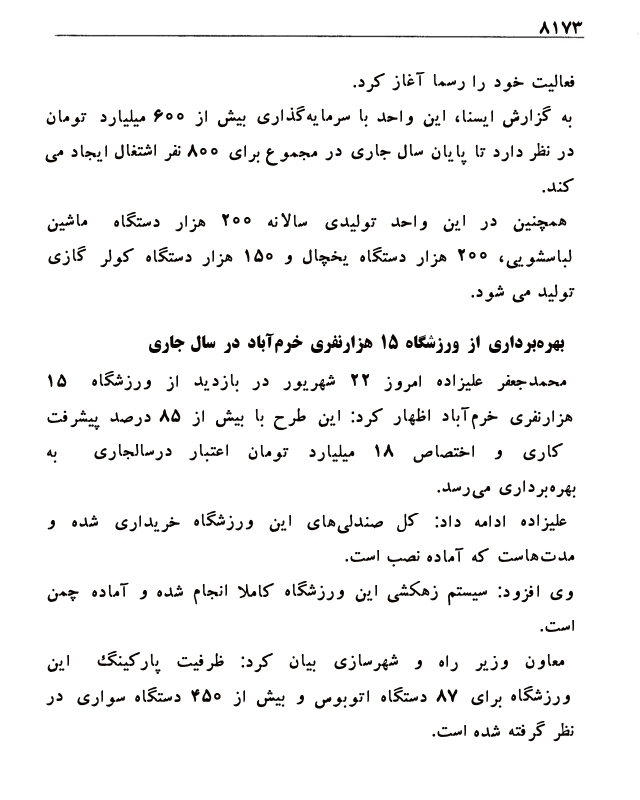 ۸۱۷۳
فعالیت خود را رسما آغاز کرد.
به گزارش ایسنا، این واحد با سرمایه‌گذاری بیش از ۶۰۰ میلیارد تومان
در نظر دارد تا پایان سال جاری در مجموع برای ۸۰۰ نفر اشتغال ایجاد می
کند.
همچنین در این واحد تولیدی سالانه ۲۰۰ هزار دستگاه ماشین
لباسشویی، ۲۰۰ هزار دستگاه یخچال و ۱۵۰ هزار دستگاه کولر گازی
تولید می شود.
بهره‌برداری از ورزشگاه ۱۵ هزارنفری خرم‌آباد در سال جاری
محمدجعفر علیزاده امروز ۲۲ شهریور در بازدید از ورزشگاه ۱۵
هزارنفری خرم‌آباد اظهار کرد: این طرح با بیش از ۸۵ درصد پیشرفت
کاری و اختصاص ۱۸ میلیارد تومان اعتبار درسالجاری به
بهره‌برداری می‌رسد.
علیزاده ادامه داد: کل صندلی‌های این ورزشگاه خریداری شده و
مدت‌هاست که آماده نصب است.
وی افزود: سیستم زهکشی این ورزشگاه کاملا انجام شده و آماده چمن
است.
معاون وزیر راه و شهرسازی بیان کرد: ظرفیت پارکینگ این
ورزشگاه برای ۸۷ دستگاه اتوبوس و بیش از ۴۵۰ دستگاه سواری در
نظر گرفته شده است.